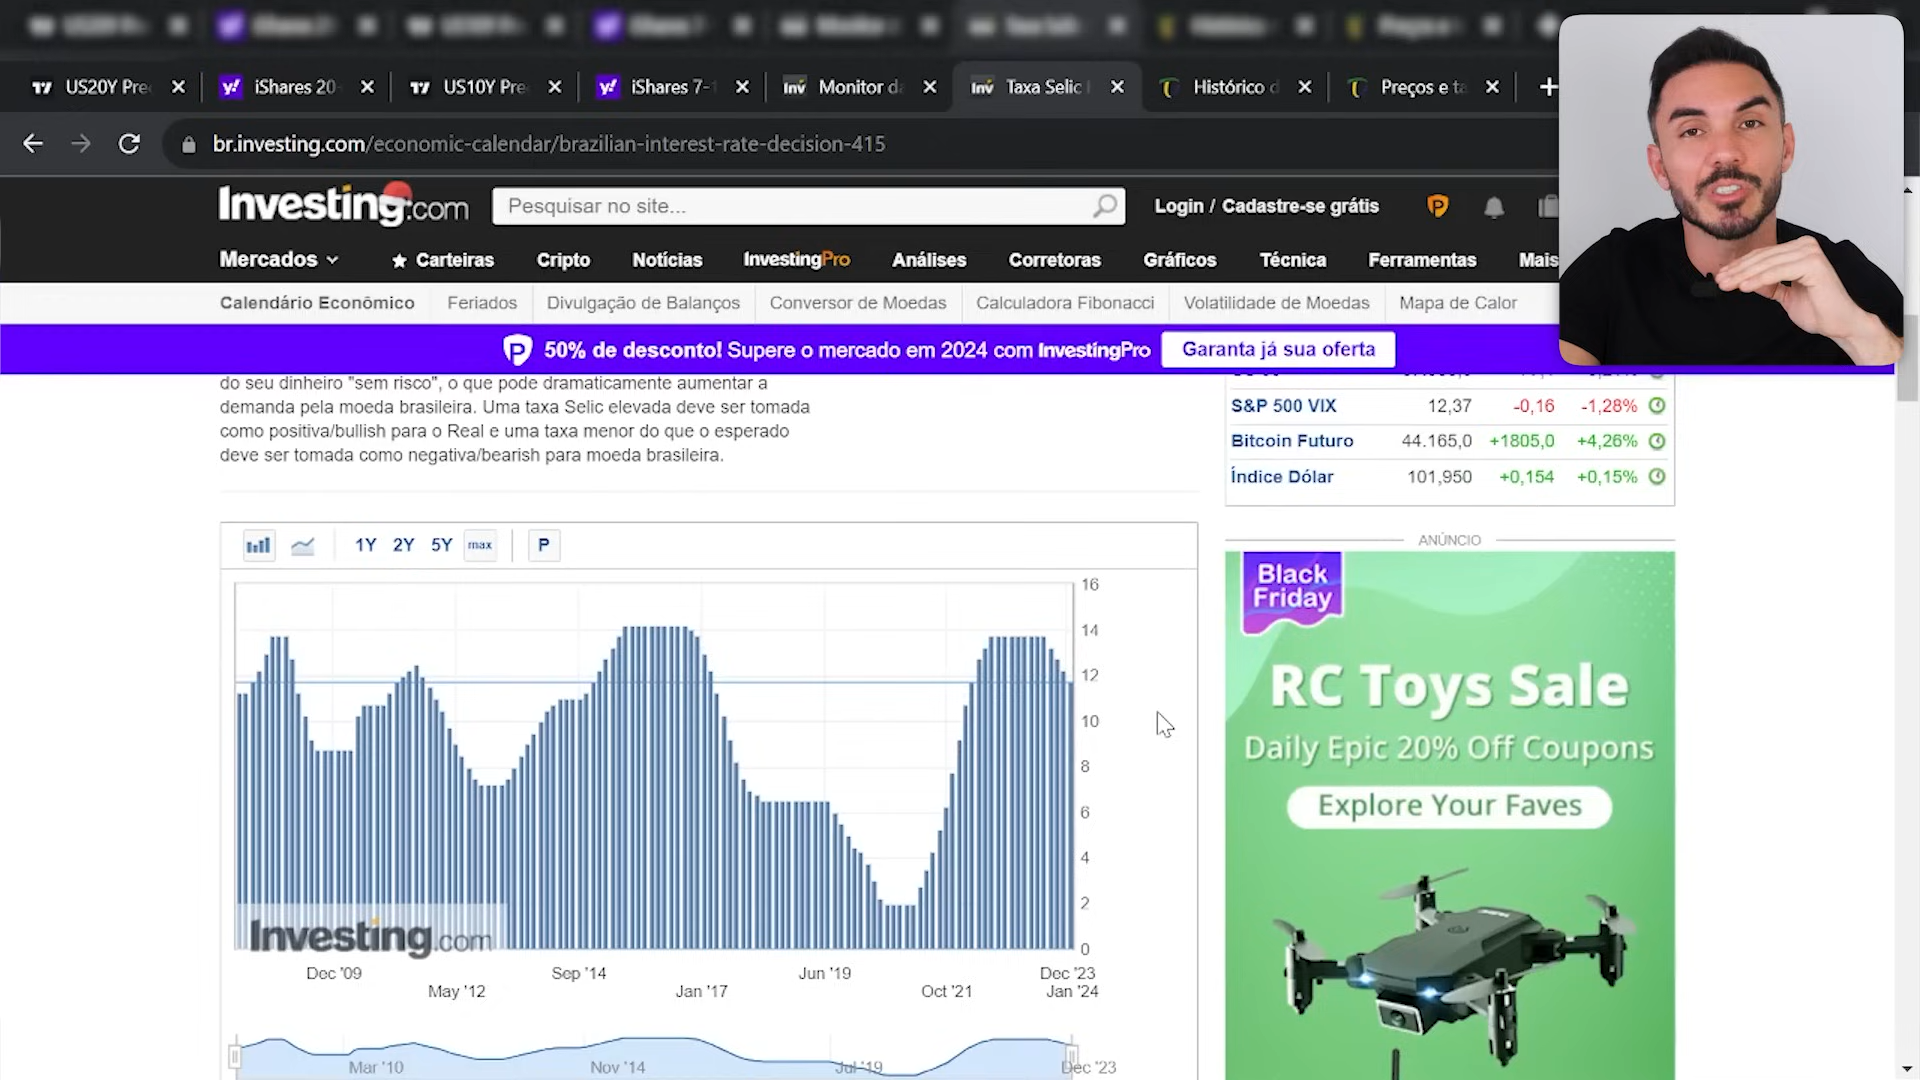 US20Y Pre
iShares 20
US10Y Pre
iShares 7-1
Monitor da
Taxa Selic
Histórico d
Preços e ta
br.investing.com/economic-calendar/brazilian-interest-rate-decision-415
Investing.com
Pesquisar no site...
Login / Cadastre-se grátis
Mercados
Carteiras
Cripto
Notícias
InvestingPro
Análises
Corretoras
Gráficos
Técnica
Ferramentas
Mais
Calendário Econômico
Feriados
Divulgação de Balanços
Conversor de Moedas
Calculadora Fibonacci
Volatilidade de Moedas
Mapa de Calor
50% de desconto! Supere o mercado em 2024 com InvestingPro
Garanta já sua oferta
do seu dinheiro "sem risco", o que pode dramaticamente aumentar a
demanda pela moeda brasileira. Uma taxa Selic elevada deve ser tomada
como positiva/bullish para o Real e uma taxa menor do que o esperado
deve ser tomada como negativa/bearish para moeda brasileira.
S&P 500 VIX 12,37 -0,16 -1,28%
Bitcoin Futuro 44.165,0 +1805,0 +4,26%
Índice Dólar 101,950 +0,154 +0,15%
1Y 2Y 5Y max P
16
14
12
10
8
6
4
2
0
Investing.com
Dec '09
May '12
Sep '14
Jan '17
Jun '19
Oct '21
Dec '23
Jan '24
Mar '10
Nov '14
Jul '19
Dec '23
ANÚNCIO
Black
Friday
RC Toys Sale
Daily Epic 20% Off Coupons
Explore Your Faves